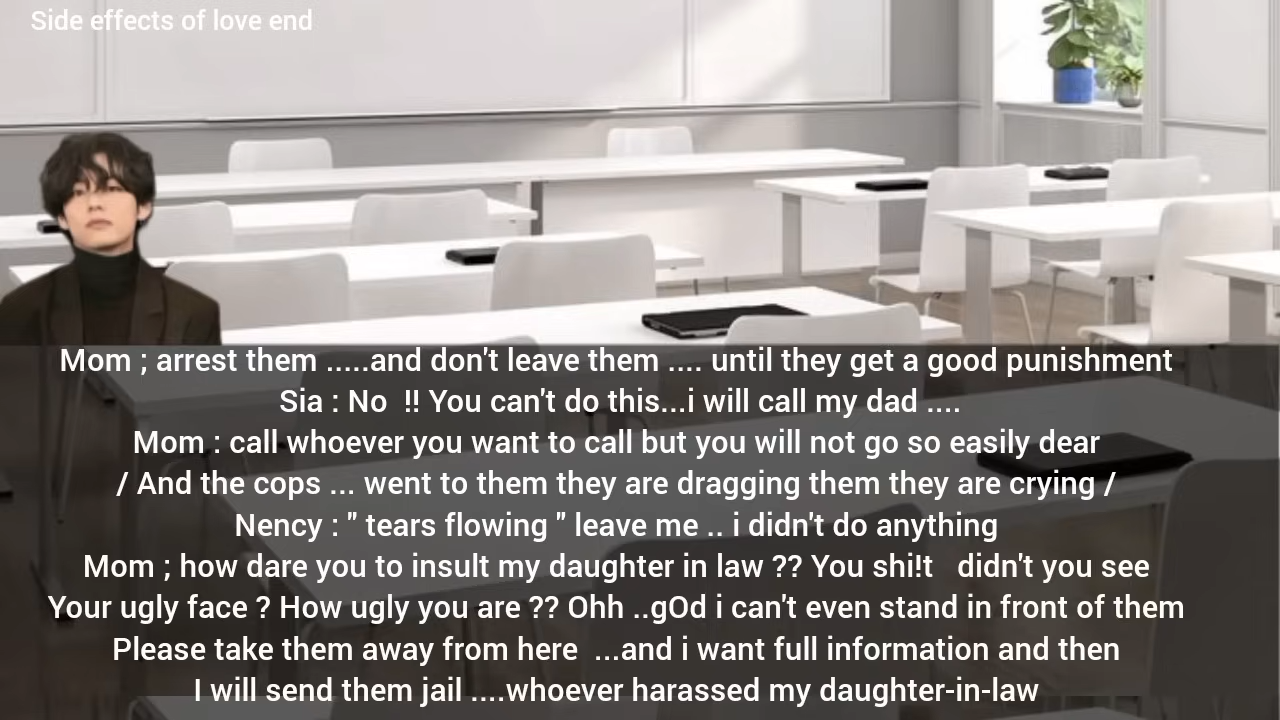 Side effects of love end
Mom ; arrest them .....and don't leave them .... until they get a good punishment
Sia : No  !! You can't do this...i will call my dad ....
Mom : call whoever you want to call but you will not go so easily dear
/ And the cops ... went to them they are dragging them they are crying /
Nency : " tears flowing " leave me .. i didn't do anything
Mom ; how dare you to insult my daughter in law ?? You shi!t   didn't you see
Your ugly face ? How ugly you are ?? Ohh ..gOd i can't even stand in front of them
Please take them away from here  ...and i want full information and then
I will send them jail ....whoever harassed my daughter-in-law